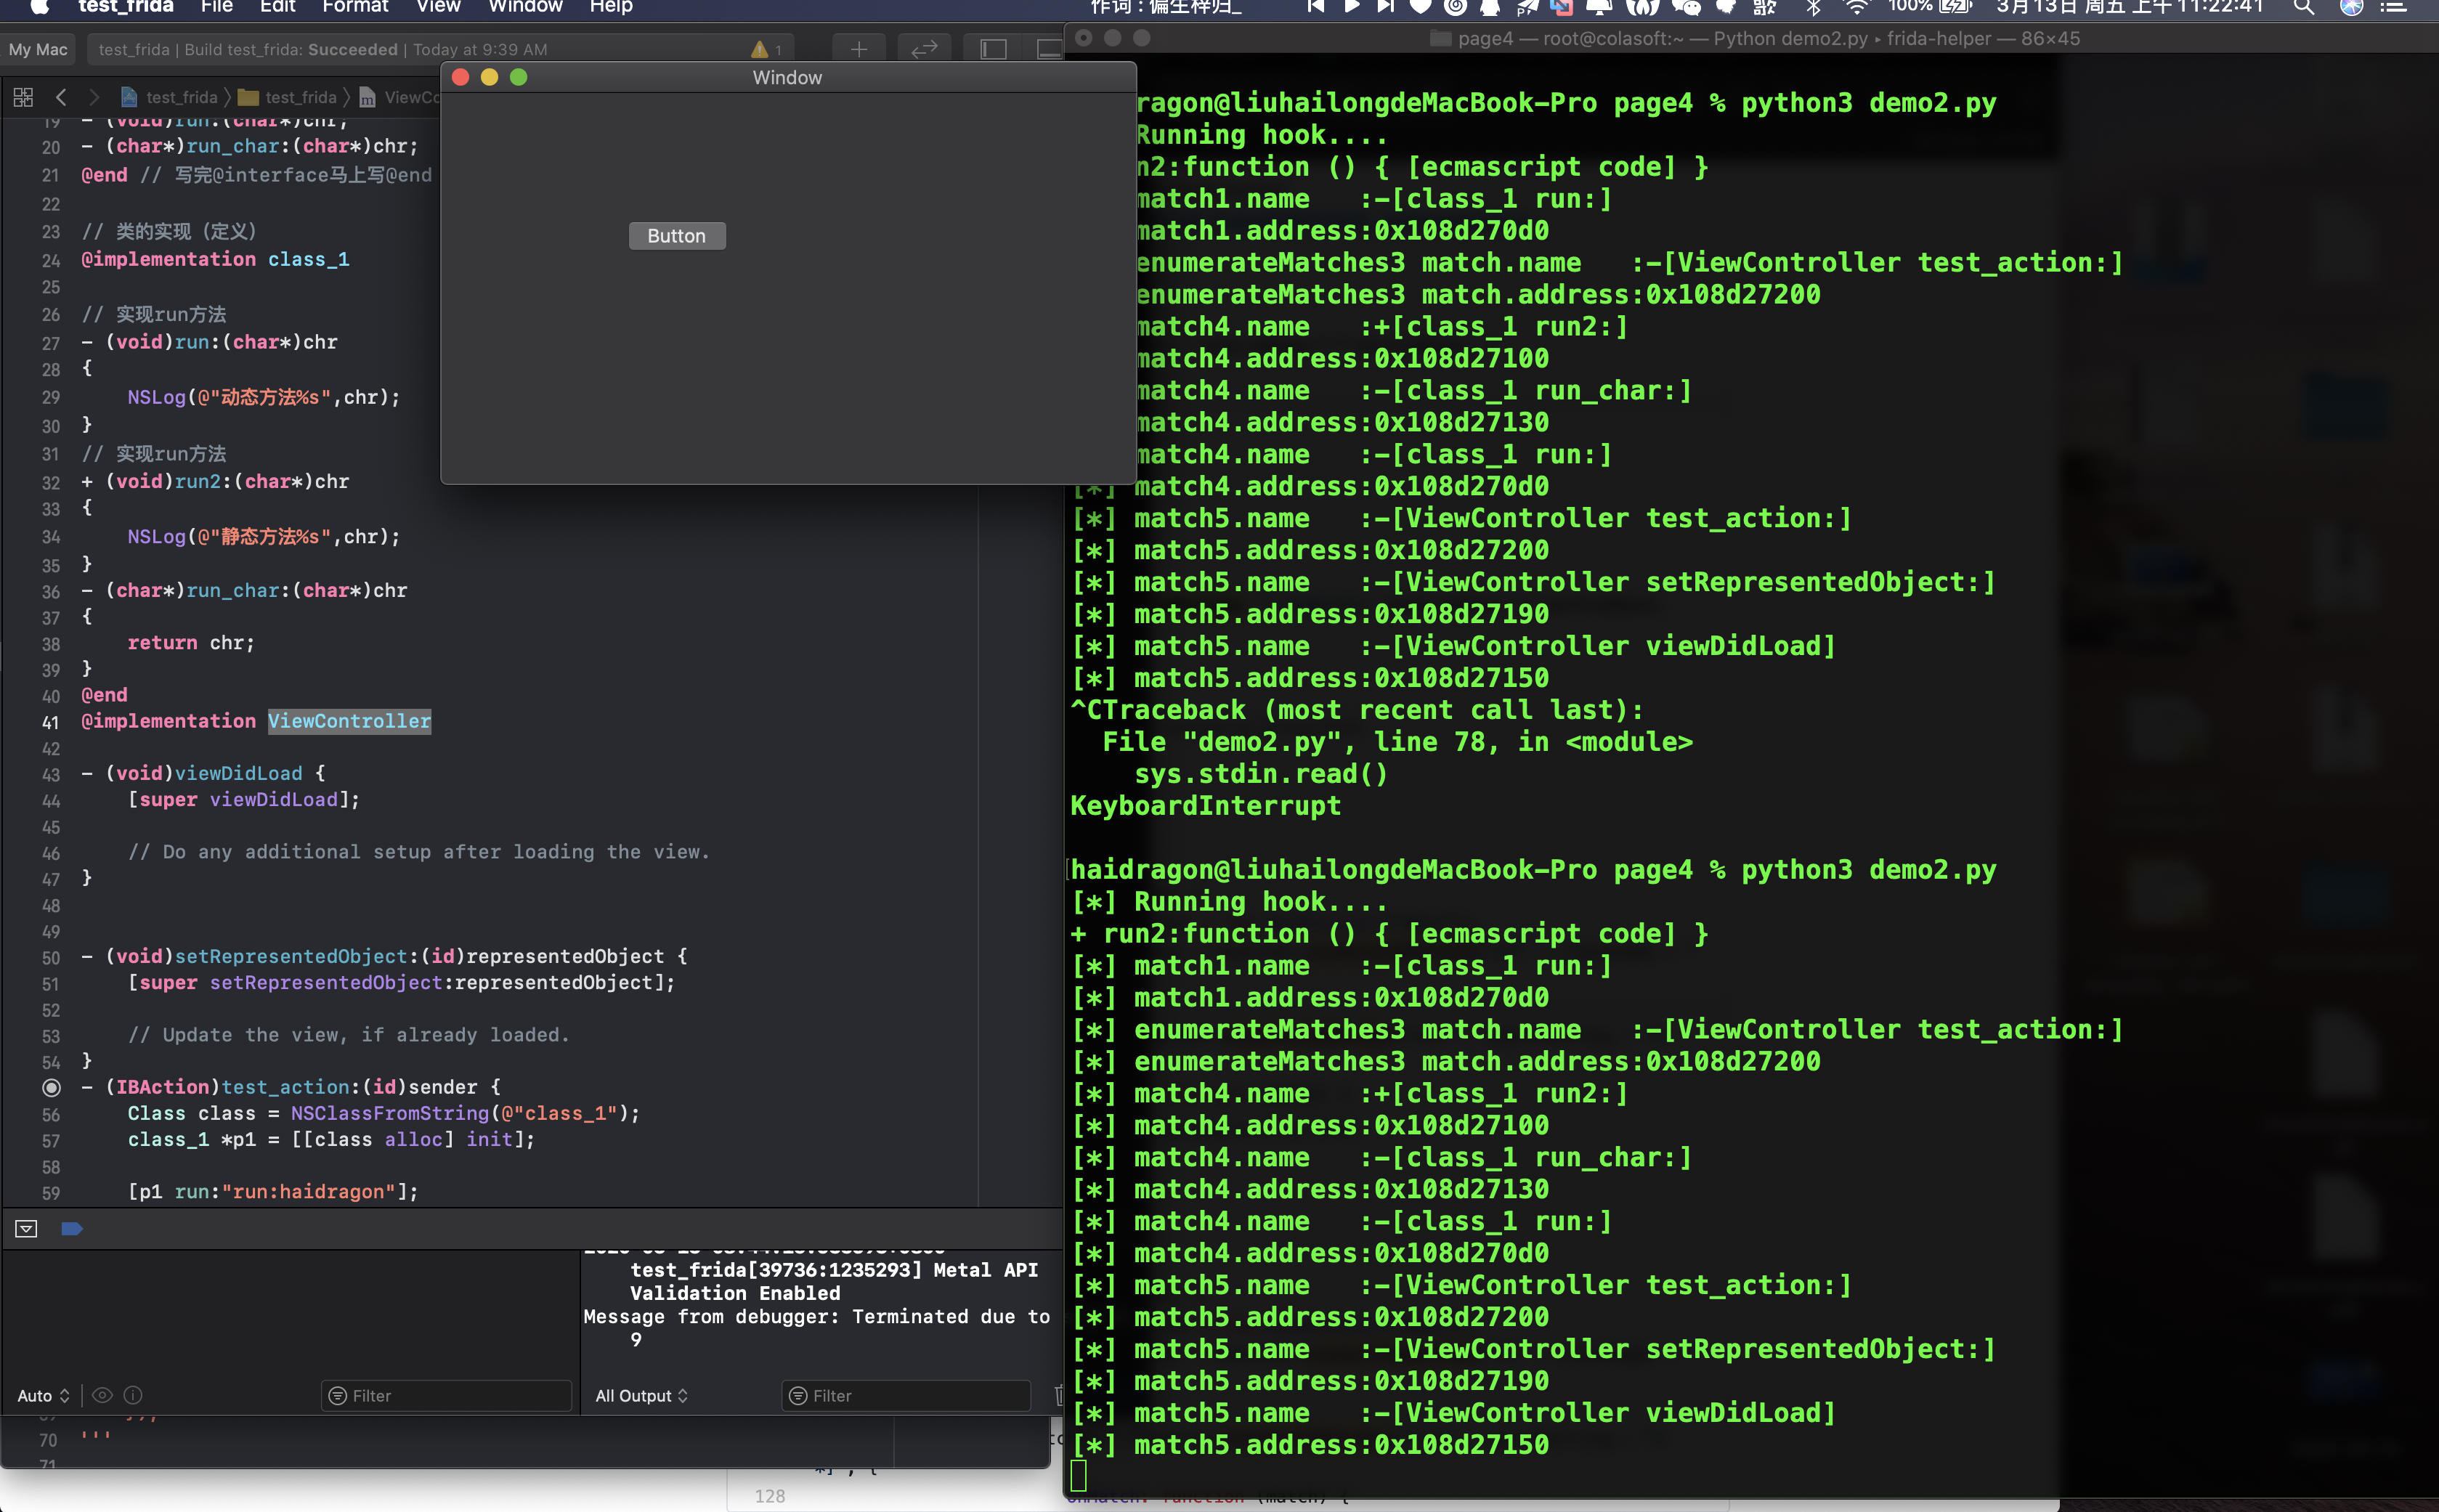 test_frida File Edit Format View Window Help
100% 3月13日 周五 上午11:22:41
My Mac
test_frida | Build test_frida: Succeeded | Today at 9:39 AM
1
test_frida test_frida ViewCo
19 - (void)run:(char*)chr;
20 - (char*)run_char:(char*)chr;
21 @end // 写完@interface马上写@end
22
23 // 类的实现（定义）
24 @implementation class_1
25
26 // 实现run方法
27 - (void)run:(char*)chr
28 {
29 NSLog(@"动态方法%s",chr);
30 }
31 // 实现run方法
32 + (void)run2:(char*)chr
33 {
34 NSLog(@"静态方法%s",chr);
35 }
36 - (char*)run_char:(char*)chr
37 {
38 return chr;
39 }
40 @end
41 @implementation ViewController
42
43 - (void)viewDidLoad {
44 [super viewDidLoad];
45
46 // Do any additional setup after loading the view.
47 }
48
49
50 - (void)setRepresentedObject:(id)representedObject {
51 [super setRepresentedObject:representedObject];
52
53 // Update the view, if already loaded.
54 }
- (IBAction)test_action:(id)sender {
56 Class class = NSClassFromString(@"class_1");
57 class_1 *p1 = [[class alloc] init];
58
59 [p1 run:"run:haidragon"];
test_frida[39736:1235293] Metal API
Validation Enabled
Message from debugger: Terminated due to
9
Auto
Filter
All Output
Filter
70 '''
71
128
Window
Button
page4 — root@colasoft:~ — Python demo2.py ▸ frida-helper — 86×45
ragon@liuhailongdeMacBook-Pro page4 % python3 demo2.py
Running hook....
n2:function () { [ecmascript code] }
match1.name :-[class_1 run:]
match1.address:0x108d270d0
enumerateMatches3 match.name :-[ViewController test_action:]
enumerateMatches3 match.address:0x108d27200
match4.name :+[class_1 run2:]
match4.address:0x108d27100
match4.name :-[class_1 run_char:]
match4.address:0x108d27130
match4.name :-[class_1 run:]
[*] match4.address:0x108d270d0
[*] match5.name :-[ViewController test_action:]
[*] match5.address:0x108d27200
[*] match5.name :-[ViewController setRepresentedObject:]
[*] match5.address:0x108d27190
[*] match5.name :-[ViewController viewDidLoad]
[*] match5.address:0x108d27150
^CTraceback (most recent call last):
File "demo2.py", line 78, in <module>
sys.stdin.read()
KeyboardInterrupt
haidragon@liuhailongdeMacBook-Pro page4 % python3 demo2.py
[*] Running hook....
+ run2:function () { [ecmascript code] }
[*] match1.name :-[class_1 run:]
[*] match1.address:0x108d270d0
[*] enumerateMatches3 match.name :-[ViewController test_action:]
[*] enumerateMatches3 match.address:0x108d27200
[*] match4.name :+[class_1 run2:]
[*] match4.address:0x108d27100
[*] match4.name :-[class_1 run_char:]
[*] match4.address:0x108d27130
[*] match4.name :-[class_1 run:]
[*] match4.address:0x108d270d0
[*] match5.name :-[ViewController test_action:]
[*] match5.address:0x108d27200
[*] match5.name :-[ViewController setRepresentedObject:]
[*] match5.address:0x108d27190
[*] match5.name :-[ViewController viewDidLoad]
[*] match5.address:0x108d27150